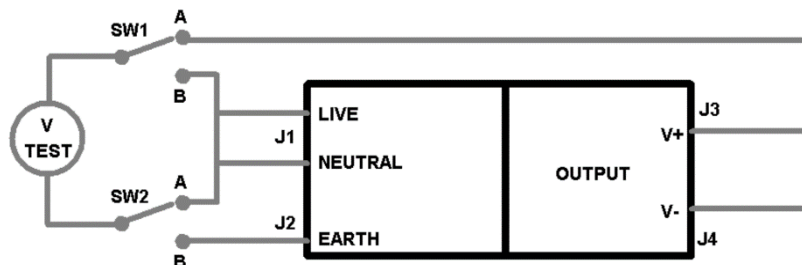 A
SW1
B
V
TEST
A
SW2
B
J1
J2
LIVE
NEUTRAL
EARTH
OUTPUT
V+
V-
J3
J4